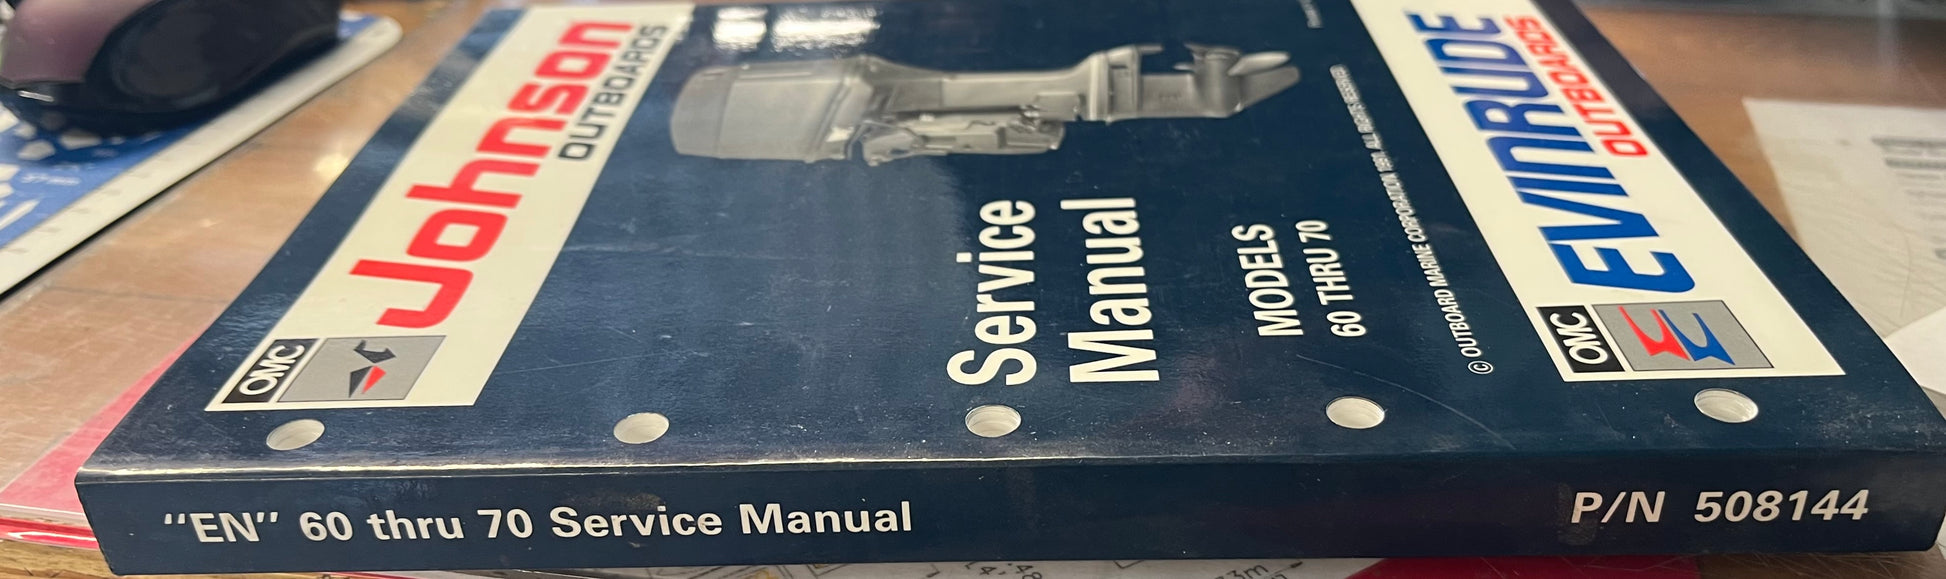 OMC
Johnson
OUTBOARDS
Service
Manual
MODELS
60 THRU 70
© OUTBOARD MARINE CORPORATION 1991. ALL RIGHTS RESERVED
OMC
EVINRUDE
OUTBOARDS
"EN" 60 thru 70 Service Manual
P/N 508144